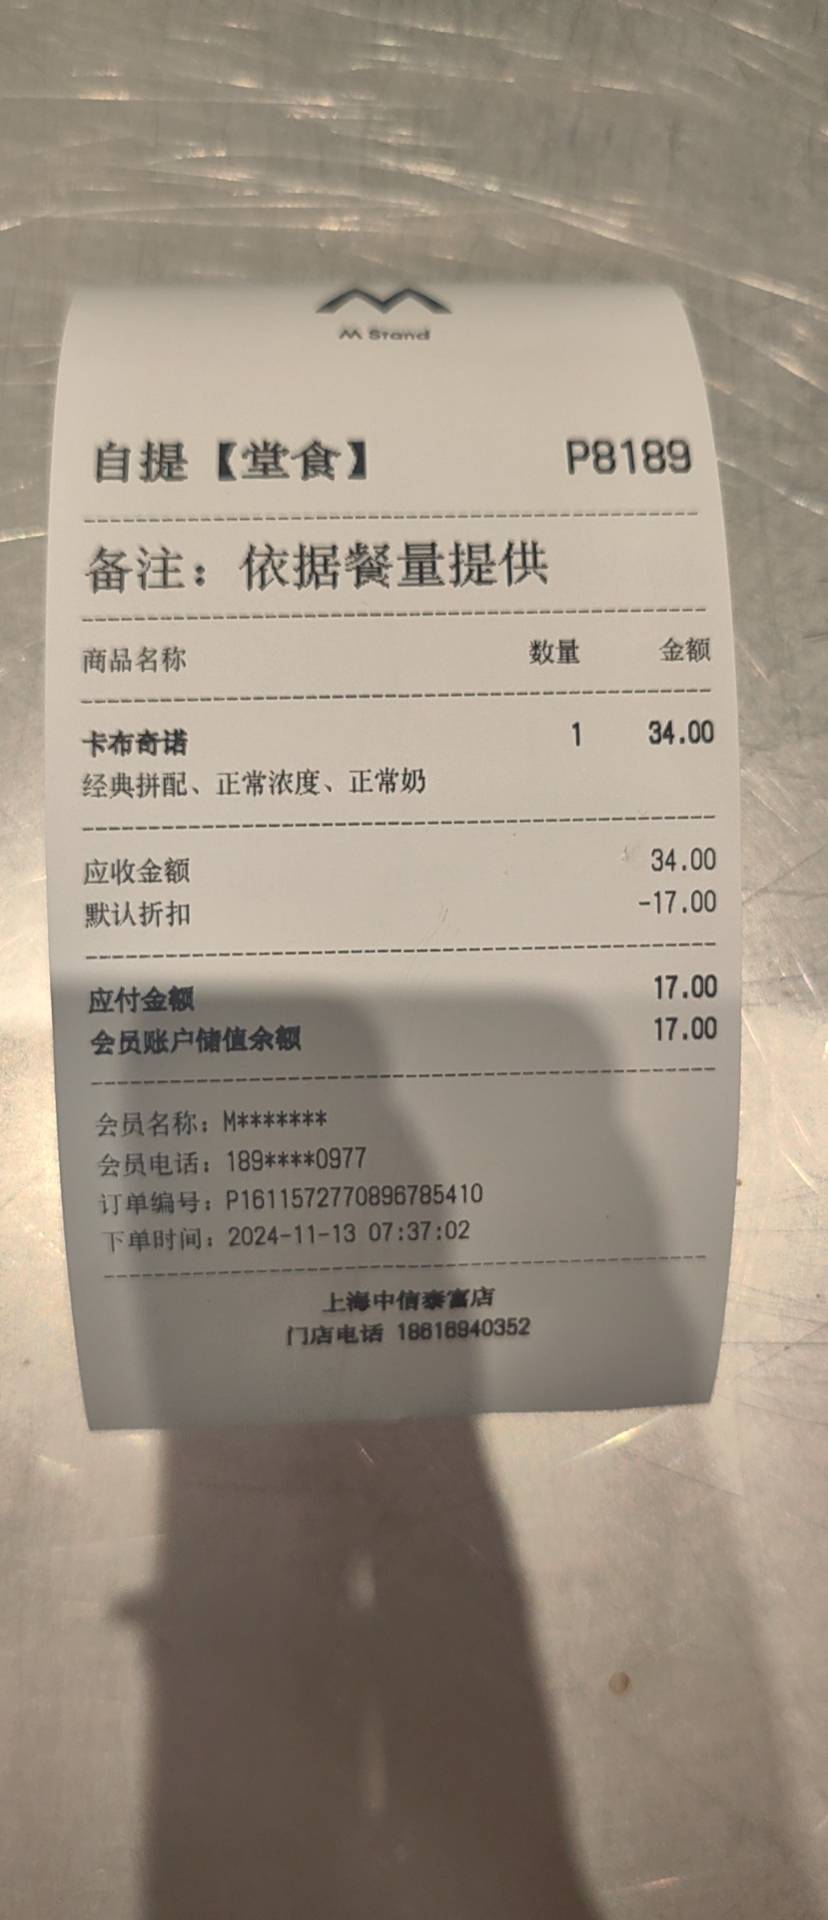 M Stand
自提【堂食】 P8189
备注：依据餐量提供
商品名称 数量 金额
卡布奇诺 1 34.00
经典拼配、正常浓度、正常奶
应收金额 34.00
默认折扣 -17.00
应付金额 17.00
会员账户储值余额 17.00
会员名称：M*******
会员电话：189****0977
订单编号：P1611572770896785410
下单时间：2024-11-13 07:37:02
上海中信泰富店
门店电话 18616940352